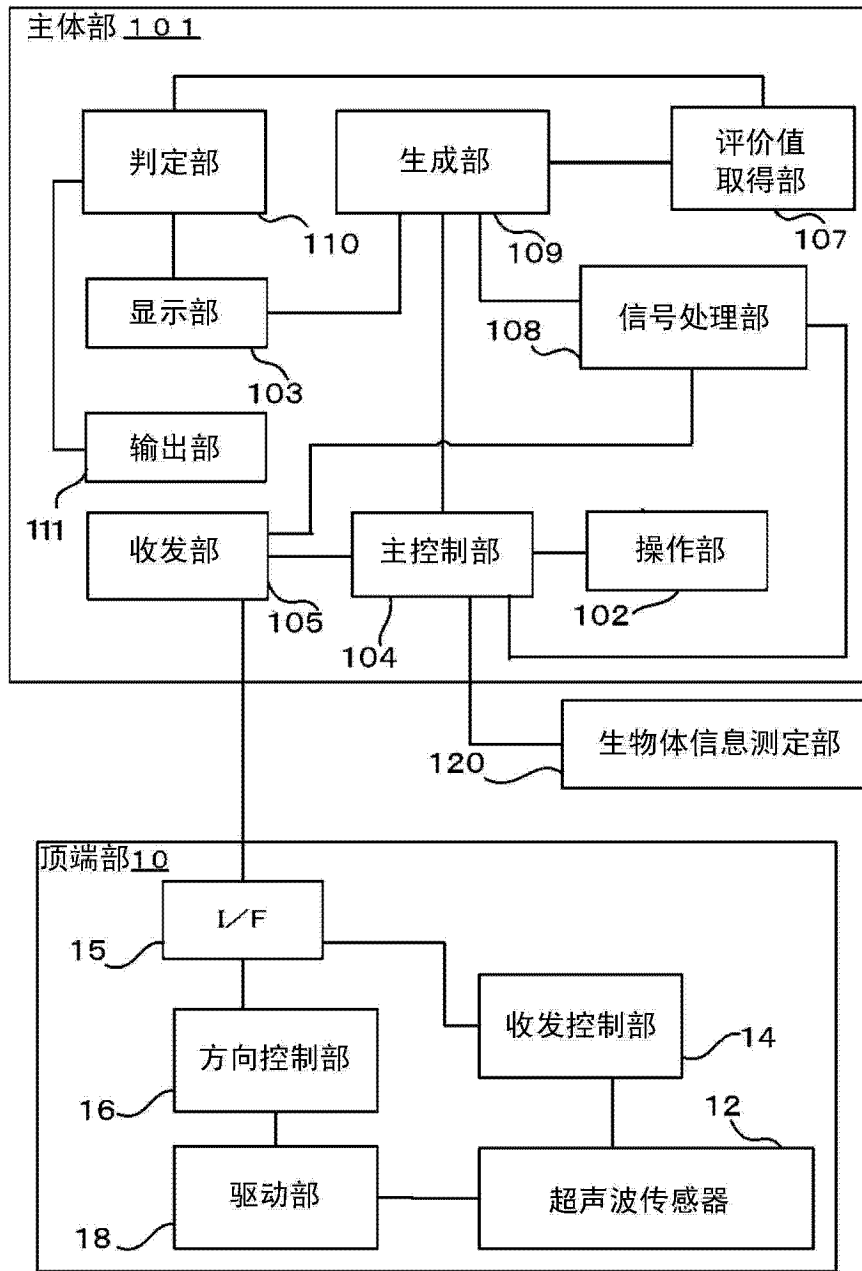 主体部 101
判定部
110
生成部
109
评价值
取得部
107
显示部
103
信号处理部
108
输出部
111
收发部
105
主控制部
104
操作部
102
生物体信息测定部
120
顶端部10
I/F
15
方向控制部
16
收发控制部
14
驱动部
18
超声波传感器
12